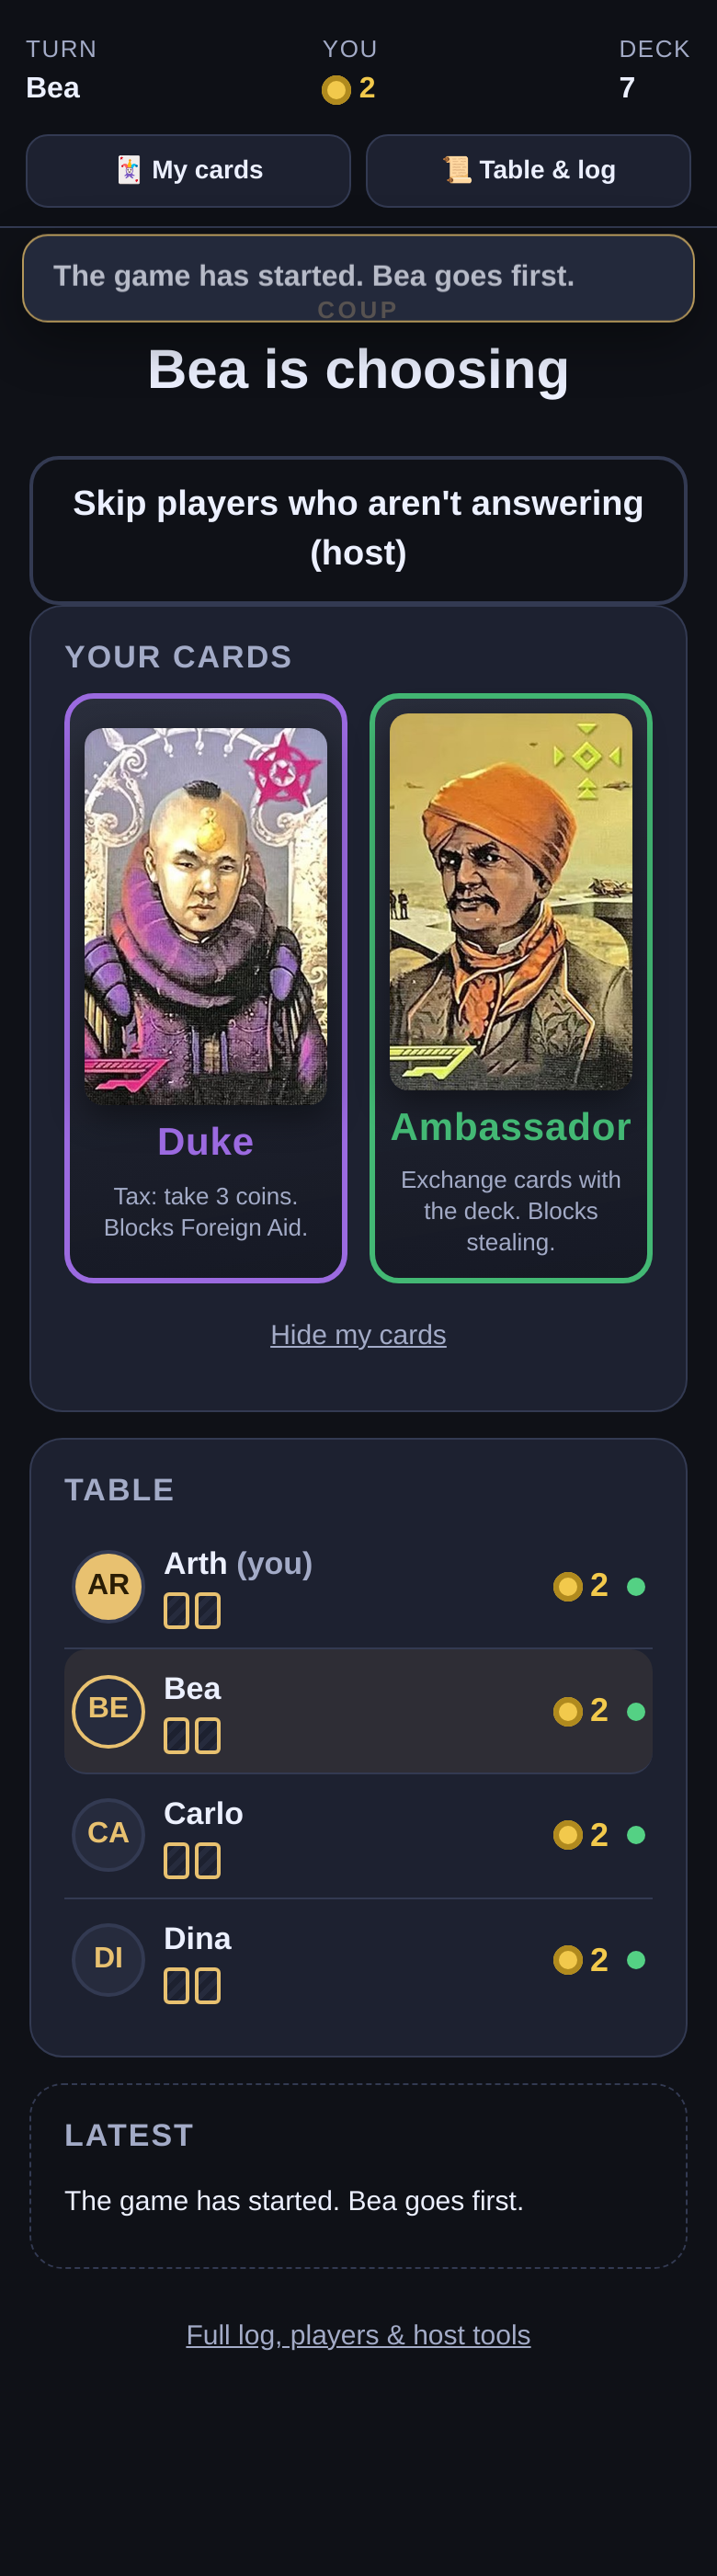 TURN
YOU
DECK
Bea
2
7
🃏 My cards
📜 Table & log
The game has started. Bea goes first.
COUP
Bea is choosing
Skip players who aren't answering
(host)
YOUR CARDS
Duke
Tax: take 3 coins.
Blocks Foreign Aid.
Ambassador
Exchange cards with
the deck. Blocks
stealing.
Hide my cards
TABLE
AR
Arth (you)
2
BE
Bea
2
CA
Carlo
2
DI
Dina
2
LATEST
The game has started. Bea goes first.
Full log, players & host tools